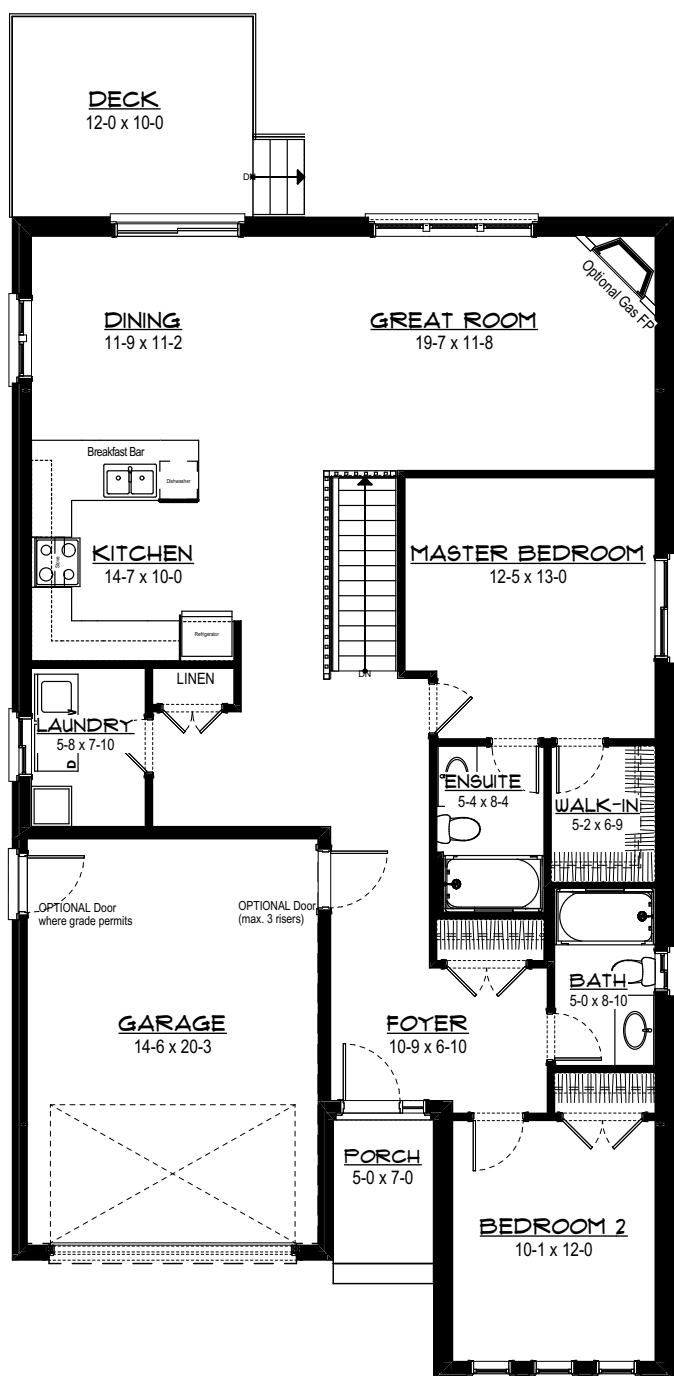 DECK
12-0 x 10-0
DN
DINING
11-9 x 11-2
GREAT ROOM
19-7 x 11-8
Optional Gas FP
Breakfast Bar
Dishwasher
Stove
KITCHEN
14-7 x 10-0
Refrigerator
MASTER BEDROOM
12-5 x 13-0
DN
LINEN
LAUNDRY
5-8 x 7-10
W
D
ENSUITE
5-4 x 8-4
WALK-IN
5-2 x 6-9
OPTIONAL Door
where grade permits
OPTIONAL Door
(max. 3 risers)
BATH
5-0 x 8-10
GARAGE
14-6 x 20-3
FOYER
10-9 x 6-10
PORCH
5-0 x 7-0
BEDROOM 2
10-1 x 12-0